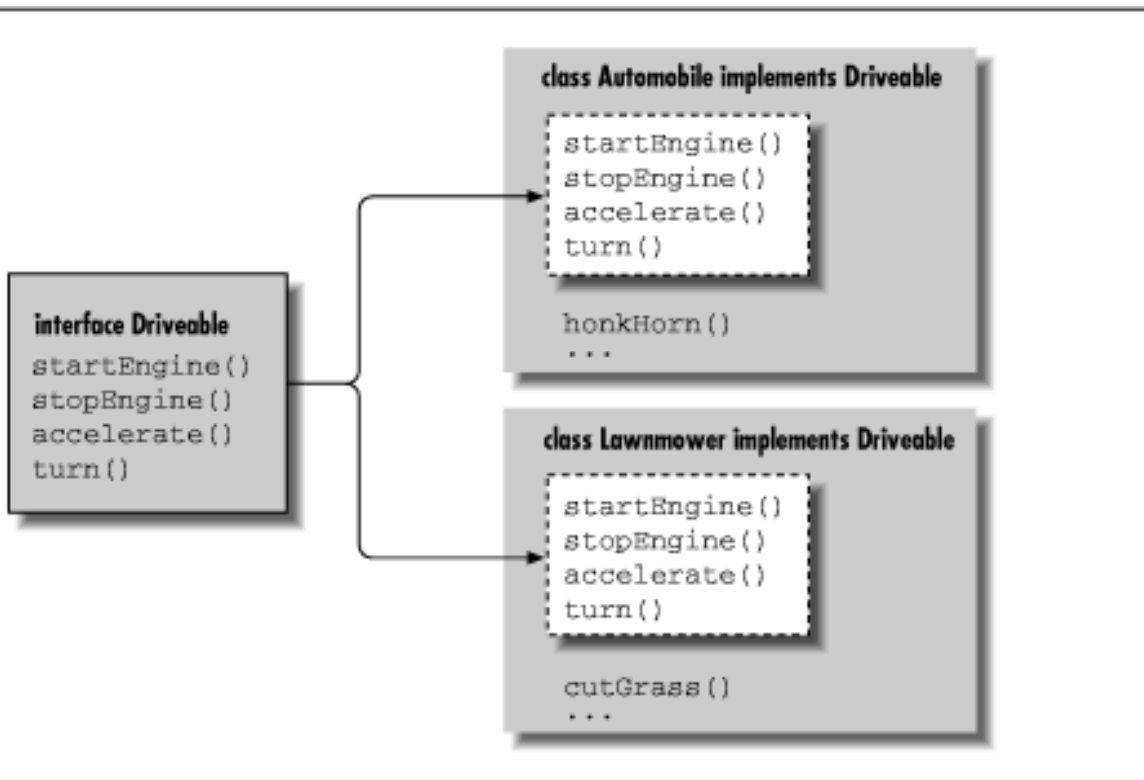 interface Driveable
startEngine()
stopEngine()
accelerate()
turn()
class Automobile implements Driveable
startEngine()
stopEngine()
accelerate()
turn()
honkHorn()
...
class Lawnmower implements Driveable
startEngine()
stopEngine()
accelerate()
turn()
cutGrass()
...